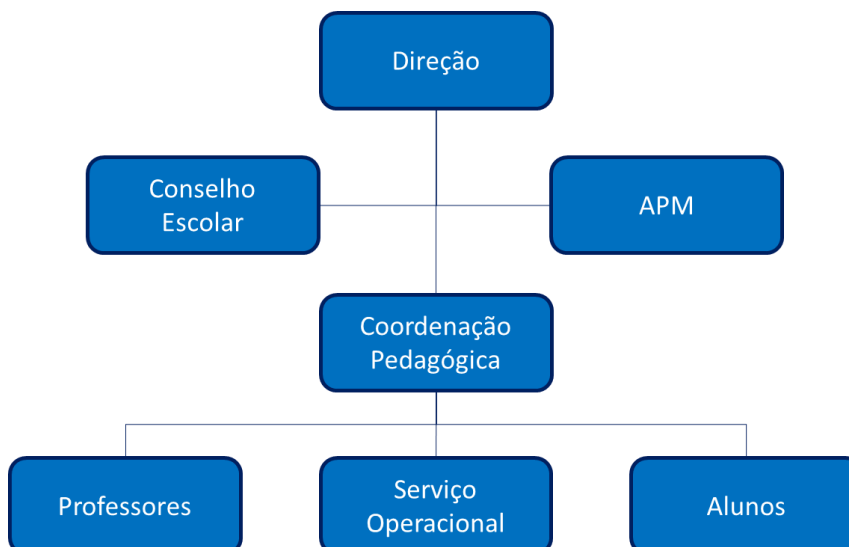 Direção
Conselho
Escolar
APM
Coordenação
Pedagógica
Professores
Serviço
Operacional
Alunos